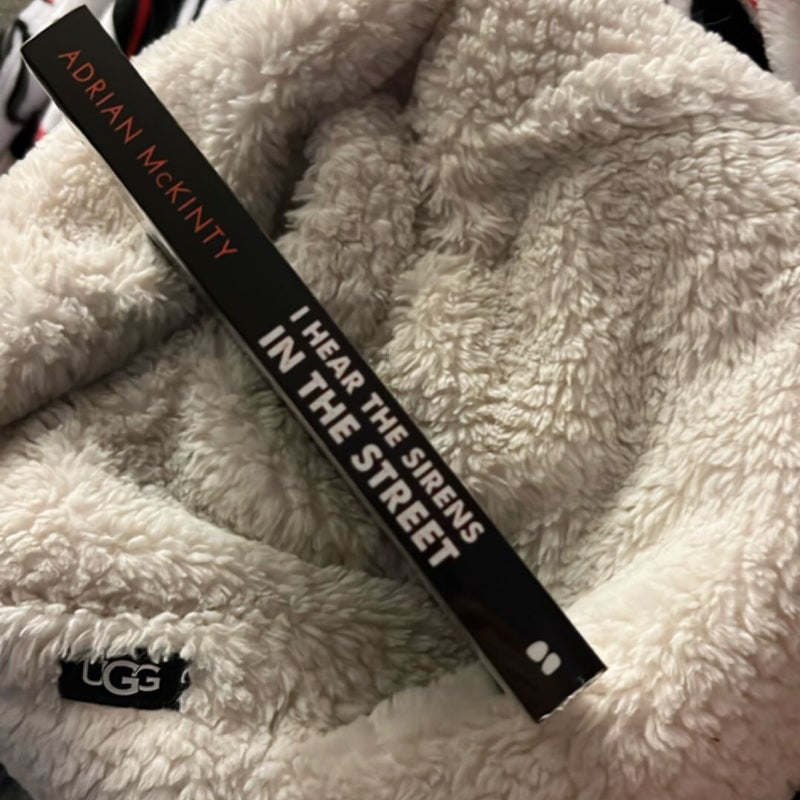 ADRIAN McKINTY
I HEAR THE SIRENS
IN THE STREET
UGG